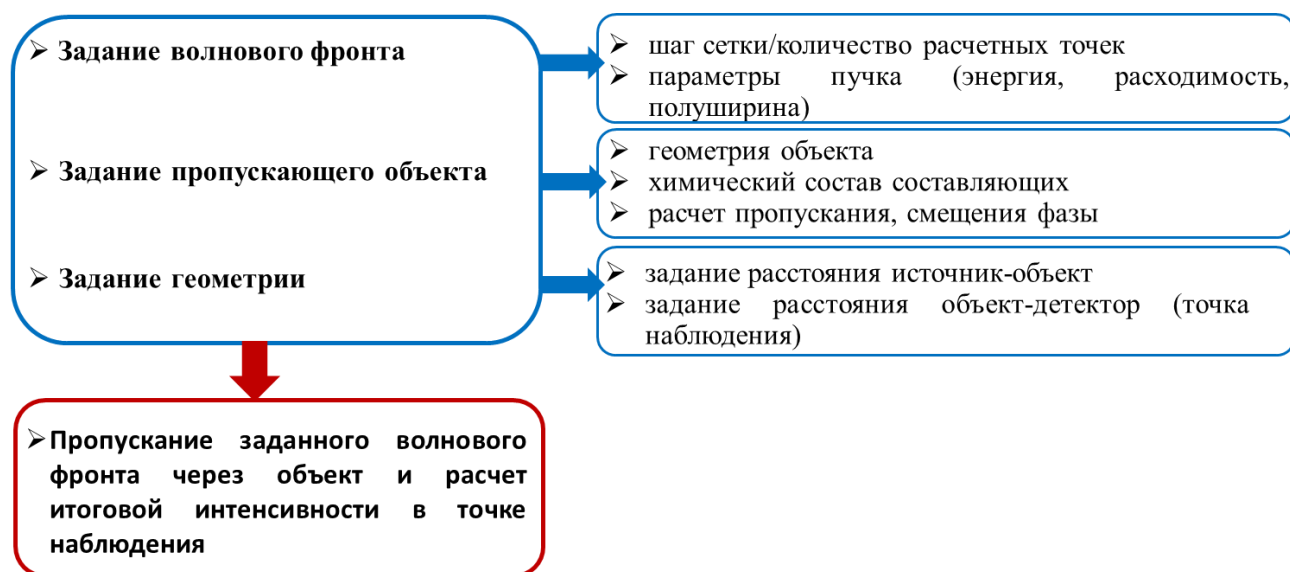 ➢ Задание волнового фронта
➢ Задание пропускающего объекта
➢ Задание геометрии
➢ шаг сетки/количество расчетных точек
➢ параметры пучка (энергия, расходимость,
полуширина)
➢ геометрия объекта
➢ химический состав составляющих
➢ расчет пропускания, смещения фазы
➢ задание расстояния источник-объект
➢ задание расстояния объект-детектор (точка
наблюдения)
➢ Пропускание заданного волнового
фронта через объект и расчет
итоговой интенсивности в точке
наблюдения